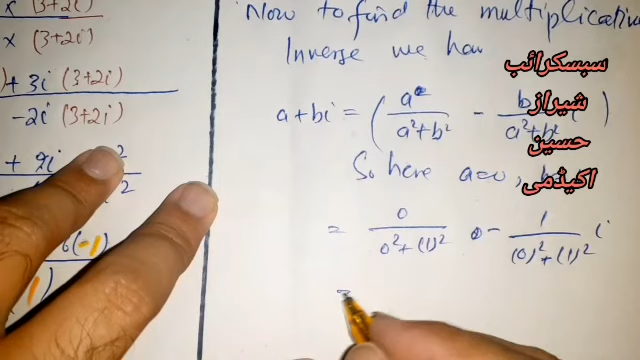 x (3+2i)
x (3+2i)
) + 3i (3+2i)
-2i (3+2i)
Now to find the multiplicative
Inverse we have
a+bi = ( a / a²+b² - b / a²+b² i )
So here a=0,
= 0 / 0²+(1)² - 1 / (0)²+(1)² i
=
سبسکرائب
شیراز
حسین
اکیڈمی